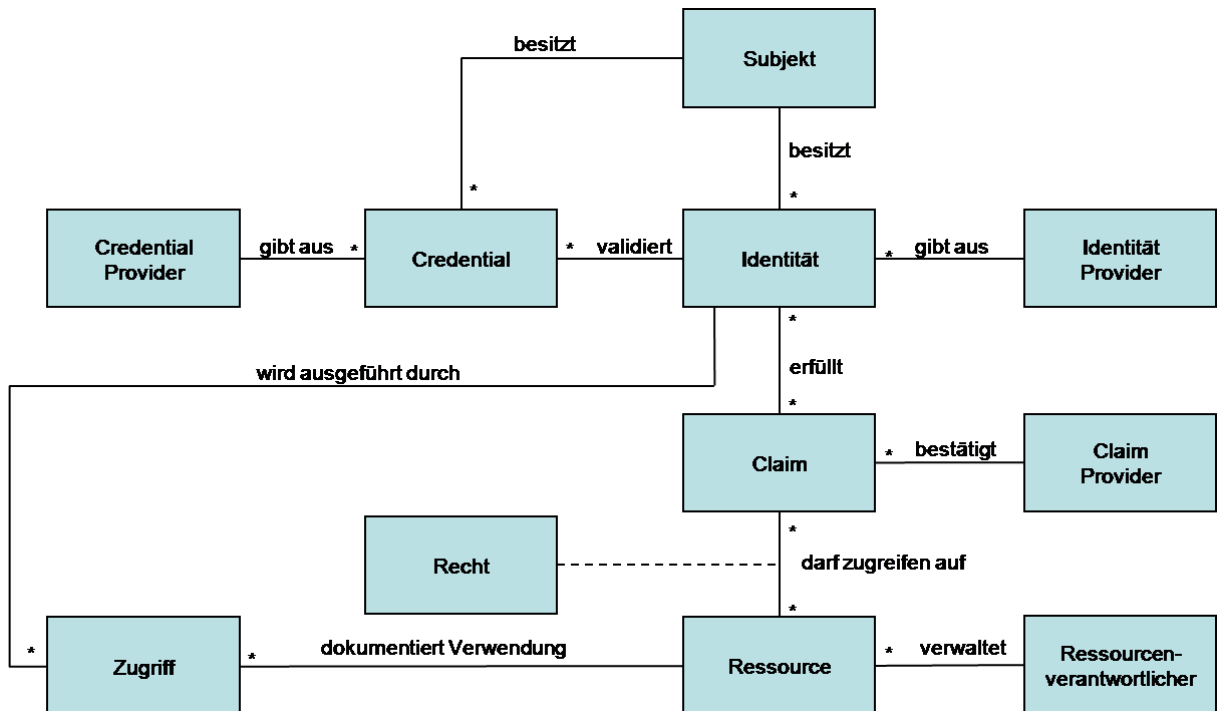 besitzt
Subjekt
besitzt
*
*
Credential
Provider
gibt aus
*
Credential
*
validiert
Identität
*
gibt aus
Identität
Provider
*
wird ausgeführt durch
erfüllt
*
Claim
*
bestätigt
Claim
Provider
*
Recht
darf zugreifen auf
*
*
Zugriff
*
dokumentiert Verwendung
Ressource
*
verwaltet
Ressourcen-
verantwortlicher